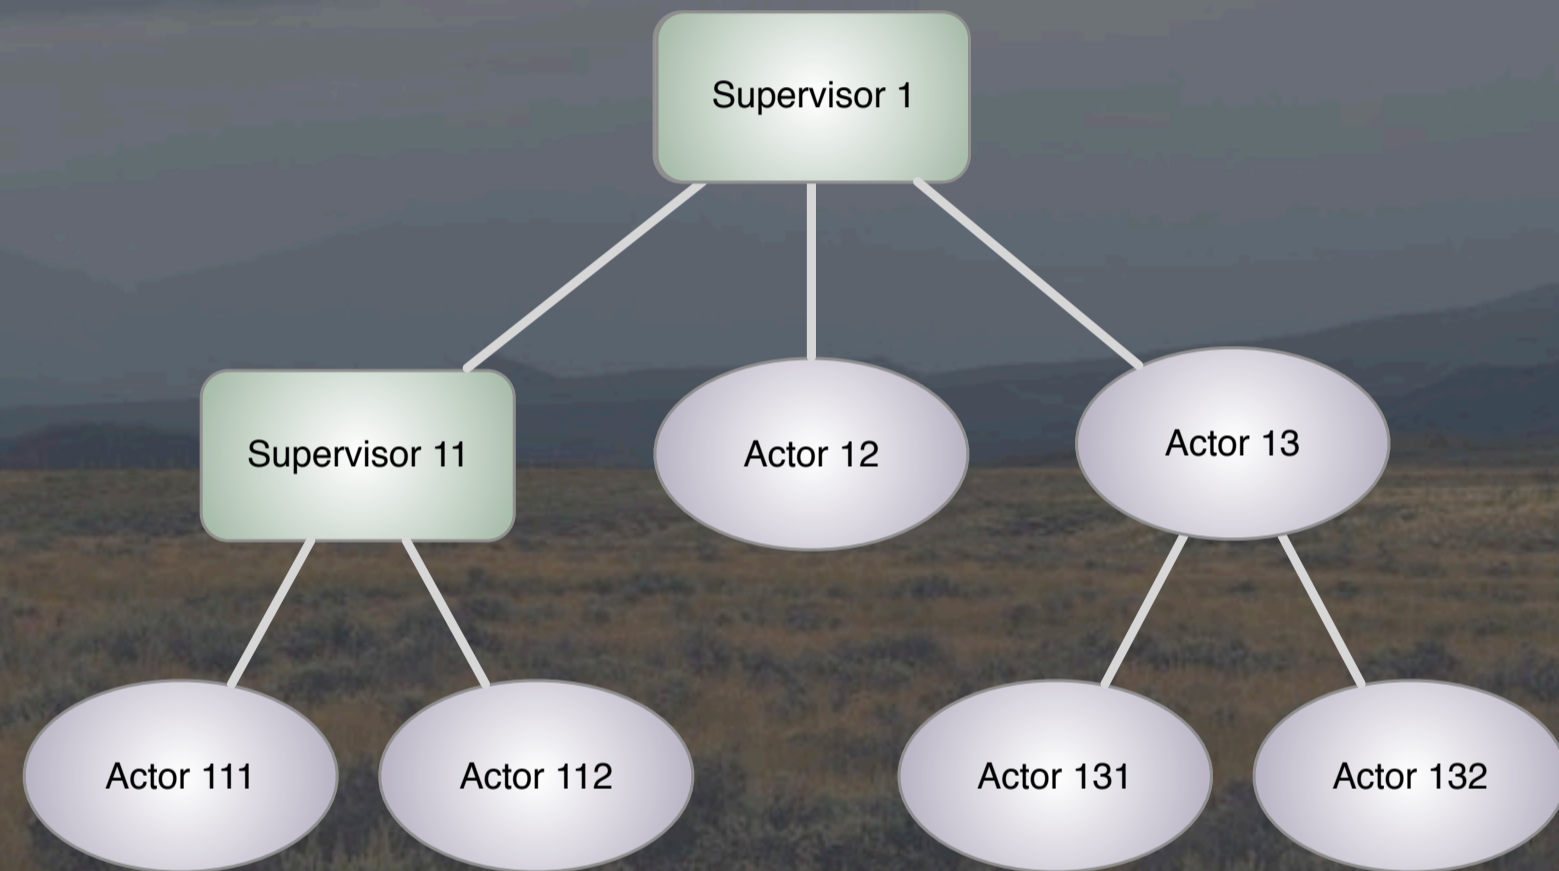 Supervisor 1
Supervisor 11
Actor 12
Actor 13
Actor 111
Actor 112
Actor 131
Actor 132